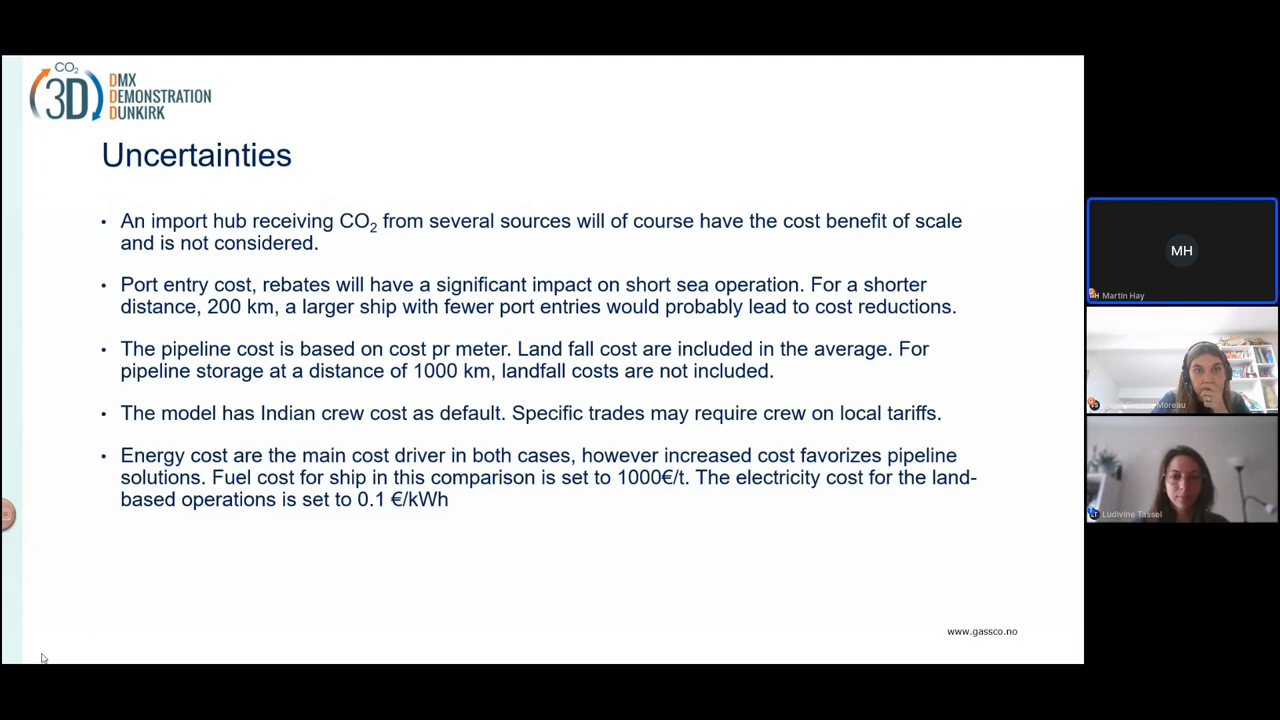 CO2
3D
DMX
DEMONSTRATION
DUNKIRK
Uncertainties
• An import hub receiving CO2 from several sources will of course have the cost benefit of scale
and is not considered.
• Port entry cost, rebates will have a significant impact on short sea operation. For a shorter
distance, 200 km, a larger ship with fewer port entries would probably lead to cost reductions.
• The pipeline cost is based on cost pr meter. Land fall cost are included in the average. For
pipeline storage at a distance of 1000 km, landfall costs are not included.
• The model has Indian crew cost as default. Specific trades may require crew on local tariffs.
• Energy cost are the main cost driver in both cases, however increased cost favorizes pipeline
solutions. Fuel cost for ship in this comparison is set to 1000€/t. The electricity cost for the land-
based operations is set to 0.1 €/kWh
www.gassco.no
MH
MH Martin Hay
Moreau
LT Ludivine Tassel